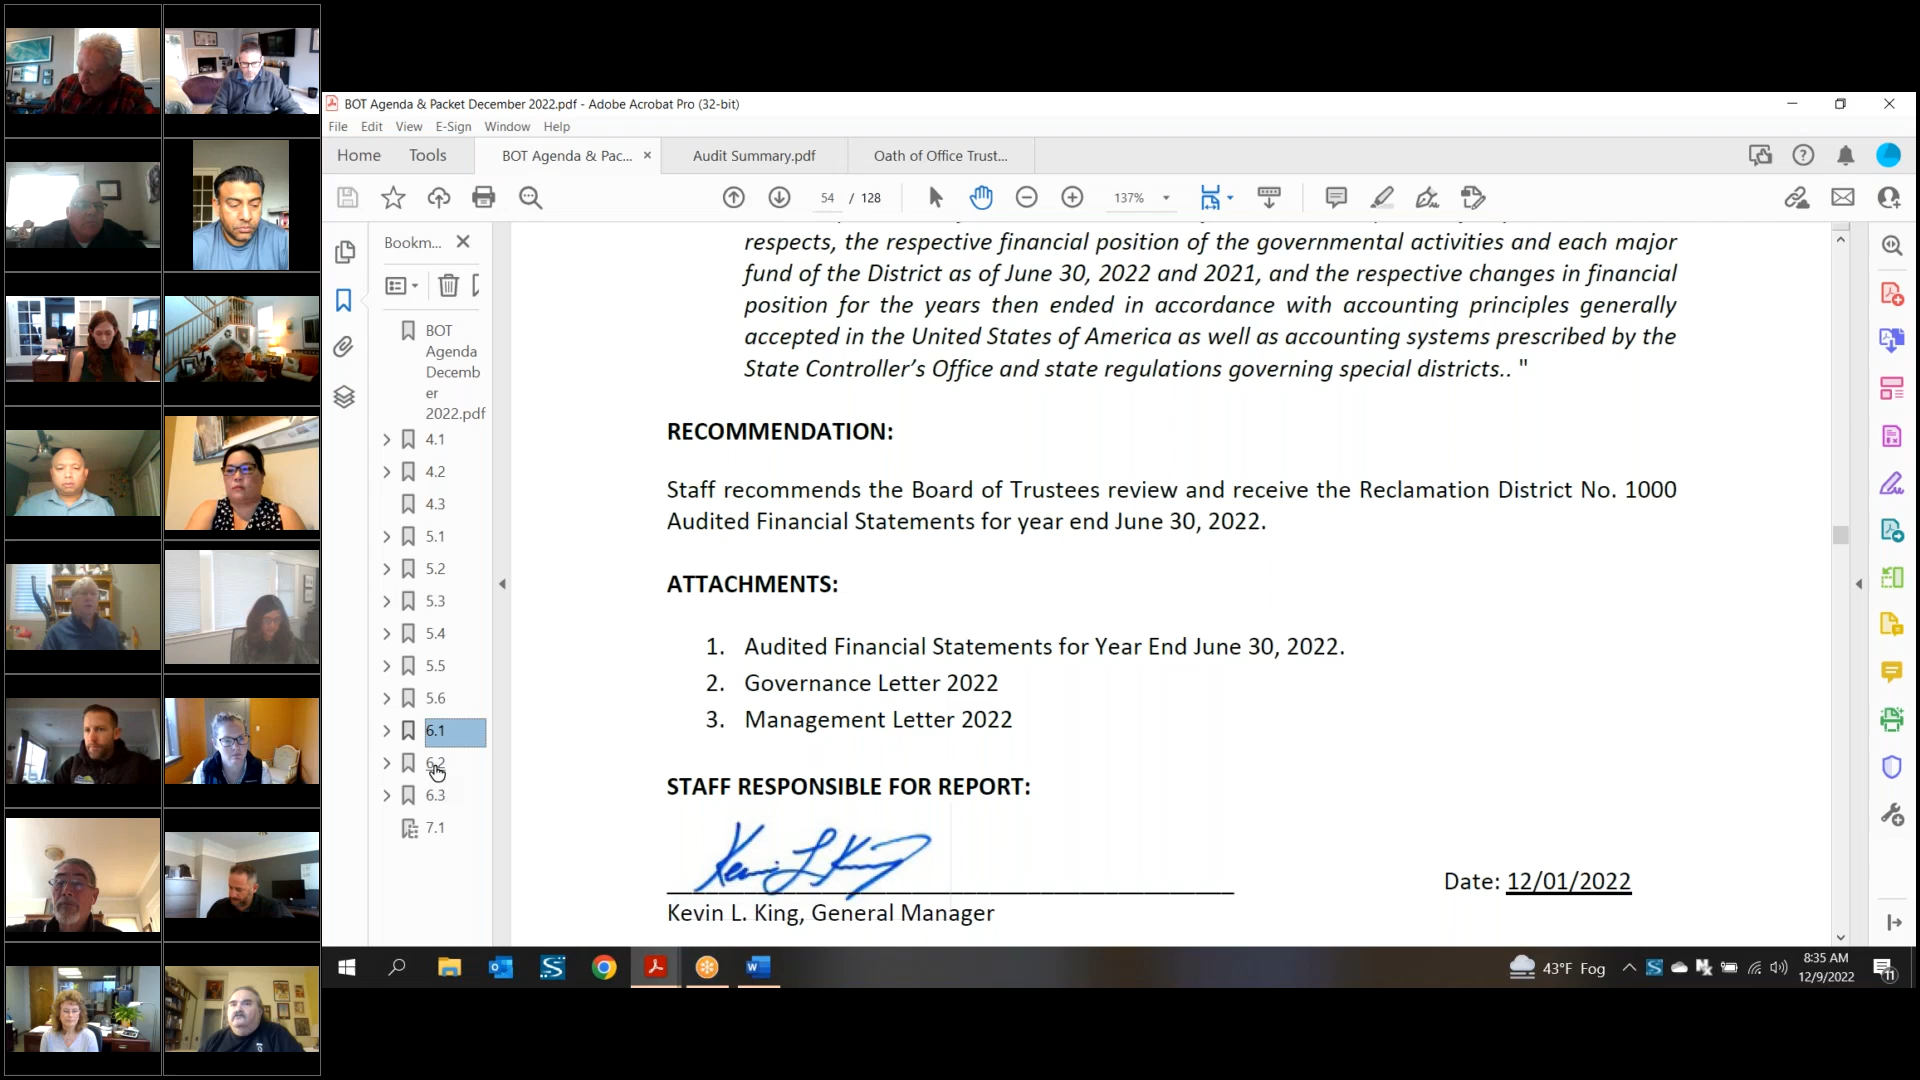 BOT Agenda & Packet December 2022.pdf - Adobe Acrobat Pro (32-bit)
File Edit View E-Sign Window Help
Home Tools BOT Agenda & Pac... × Audit Summary.pdf Oath of Office Trust...
54 / 128 137%
Bookm...
BOT
Agenda
Decemb
er
2022.pdf
4.1
4.2
4.3
5.1
5.2
5.3
5.4
5.5
5.6
6.1
6.2
6.3
7.1
respects, the respective financial position of the governmental activities and each major
fund of the District as of June 30, 2022 and 2021, and the respective changes in financial
position for the years then ended in accordance with accounting principles generally
accepted in the United States of America as well as accounting systems prescribed by the
State Controller's Office and state regulations governing special districts.. "
RECOMMENDATION:
Staff recommends the Board of Trustees review and receive the Reclamation District No. 1000
Audited Financial Statements for year end June 30, 2022.
ATTACHMENTS:
1. Audited Financial Statements for Year End June 30, 2022.
2. Governance Letter 2022
3. Management Letter 2022
STAFF RESPONSIBLE FOR REPORT:
Kevin L King
Date: 12/01/2022
Kevin L. King, General Manager
43°F Fog
8:35 AM
12/9/2022
11